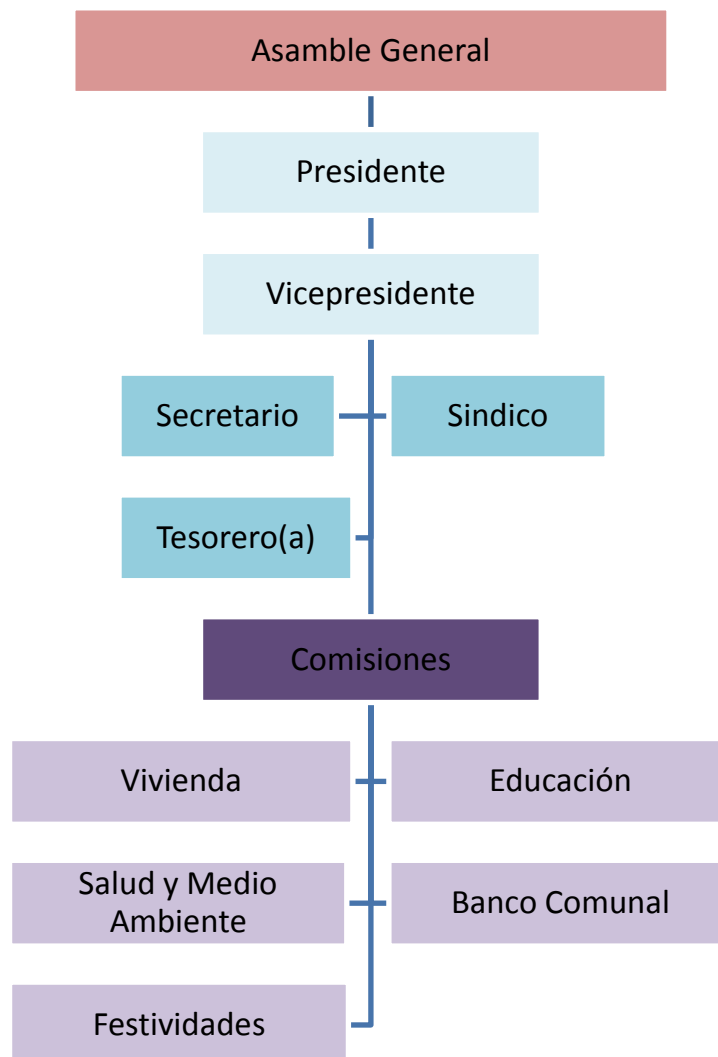 Asamble General
Presidente
Vicepresidente
Secretario
Sindico
Tesorero(a)
Comisiones
Vivienda
Educación
Salud y Medio
Ambiente
Banco Comunal
Festividades